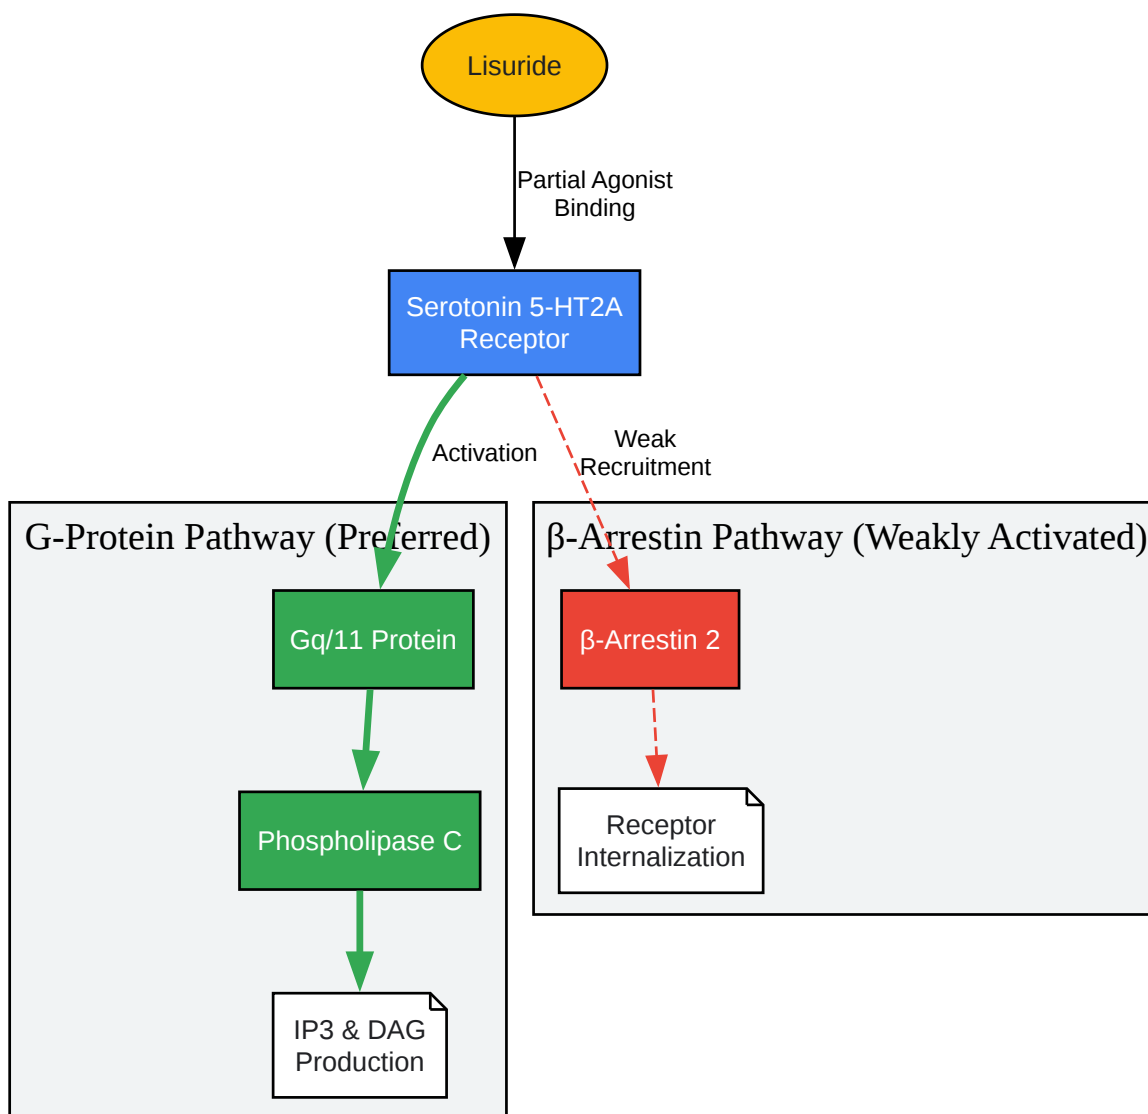 Lisuride
Partial Agonist
Binding
Serotonin 5-HT2A
Receptor
Activation
Weak
Recruitment
G-Protein Pathway (Preferred)
β-Arrestin Pathway (Weakly Activated)
Gq/11 Protein
β-Arrestin 2
Phospholipase C
Receptor
Internalization
IP3 & DAG
Production